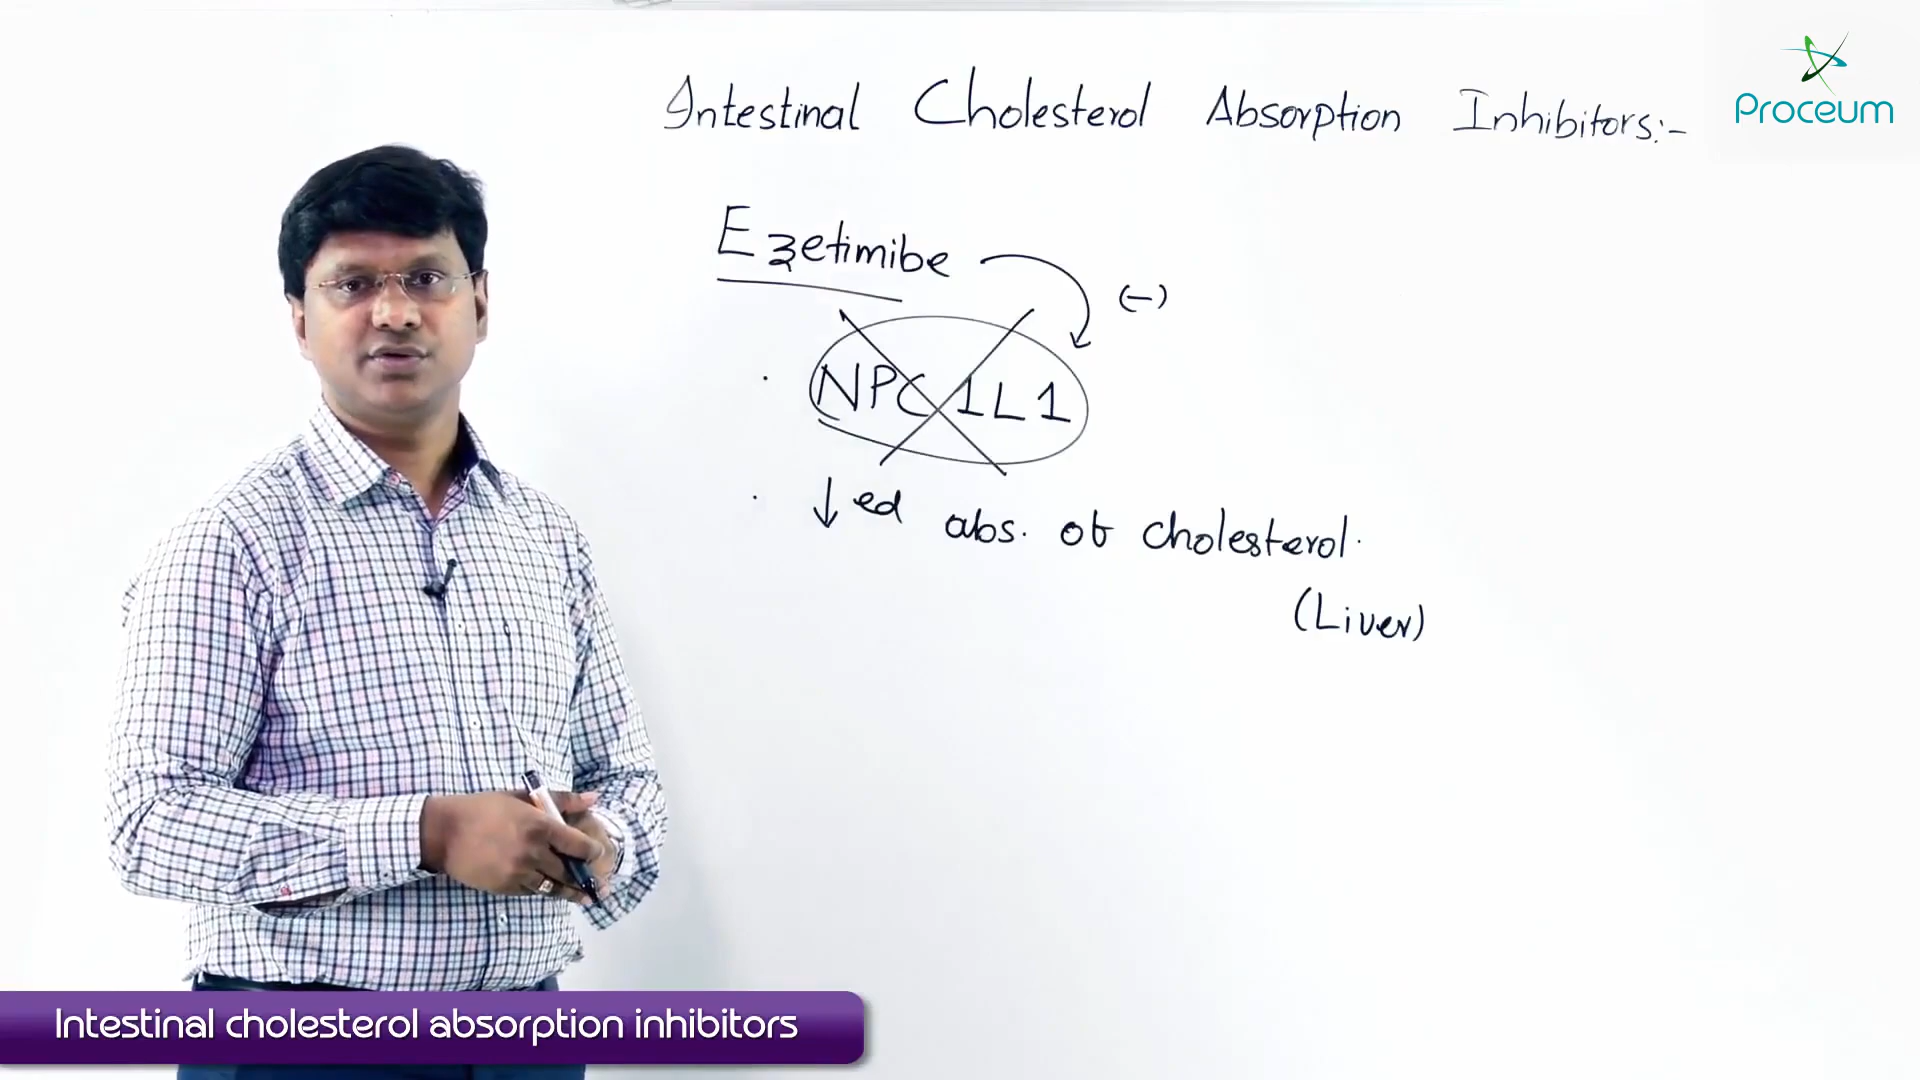 Proceum
Intestinal Cholesterol Absorption Inhibitors:-
Ezetimibe
(-)
NPC1L1
↓ed abs. of cholesterol.
(Liver)
Intestinal cholesterol absorption inhibitors